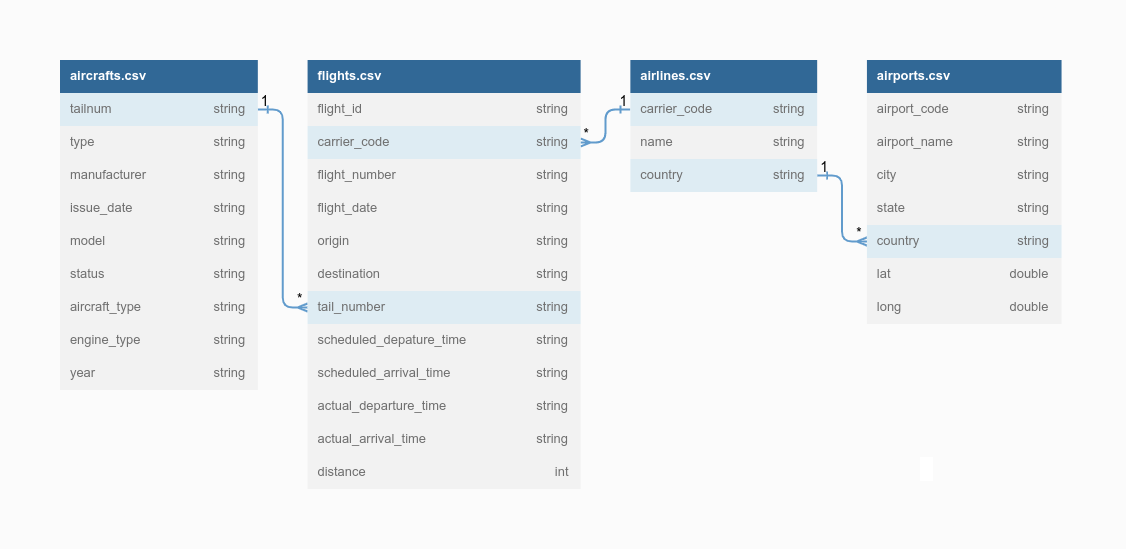 aircrafts.csv
tailnum string
type string
manufacturer string
issue_date string
model string
status string
aircraft_type string
engine_type string
year string
1
*
flights.csv
flight_id string
carrier_code string
flight_number string
flight_date string
origin string
destination string
tail_number string
scheduled_depature_time string
scheduled_arrival_time string
actual_departure_time string
actual_arrival_time string
distance int
*
1
airlines.csv
carrier_code string
name string
country string
1
*
airports.csv
airport_code string
airport_name string
city string
state string
country string
lat double
long double